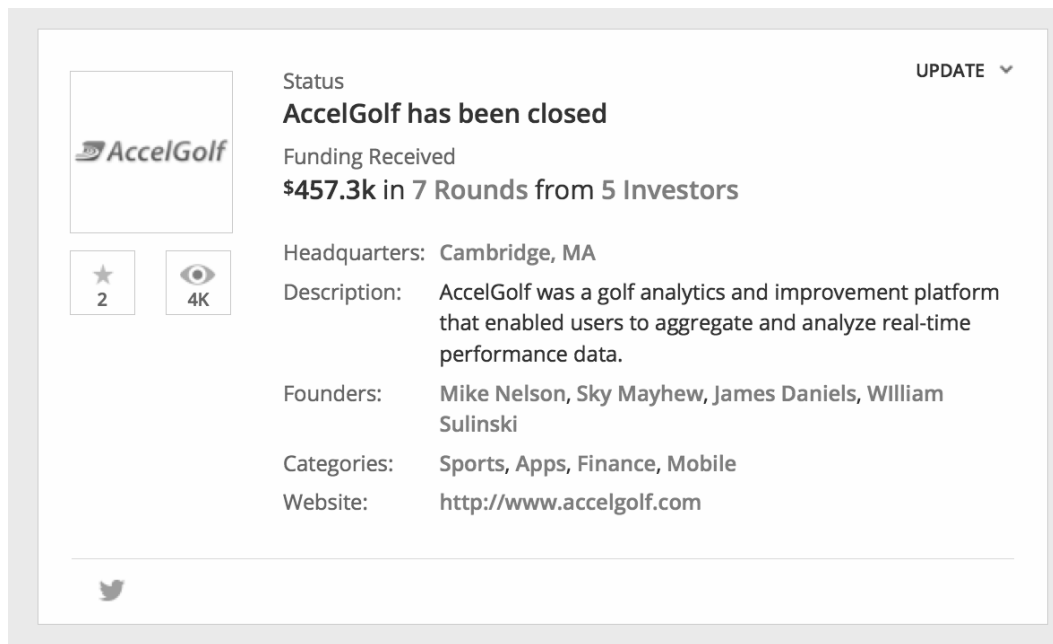 UPDATE
Status
AccelGolf has been closed
AccelGolf
Funding Received
$457.3k in 7 Rounds from 5 Investors
2
4K
Headquarters: Cambridge, MA
Description: AccelGolf was a golf analytics and improvement platform
that enabled users to aggregate and analyze real-time
performance data.
Founders: Mike Nelson, Sky Mayhew, James Daniels, WIlliam
Sulinski
Categories: Sports, Apps, Finance, Mobile
Website: http://www.accelgolf.com